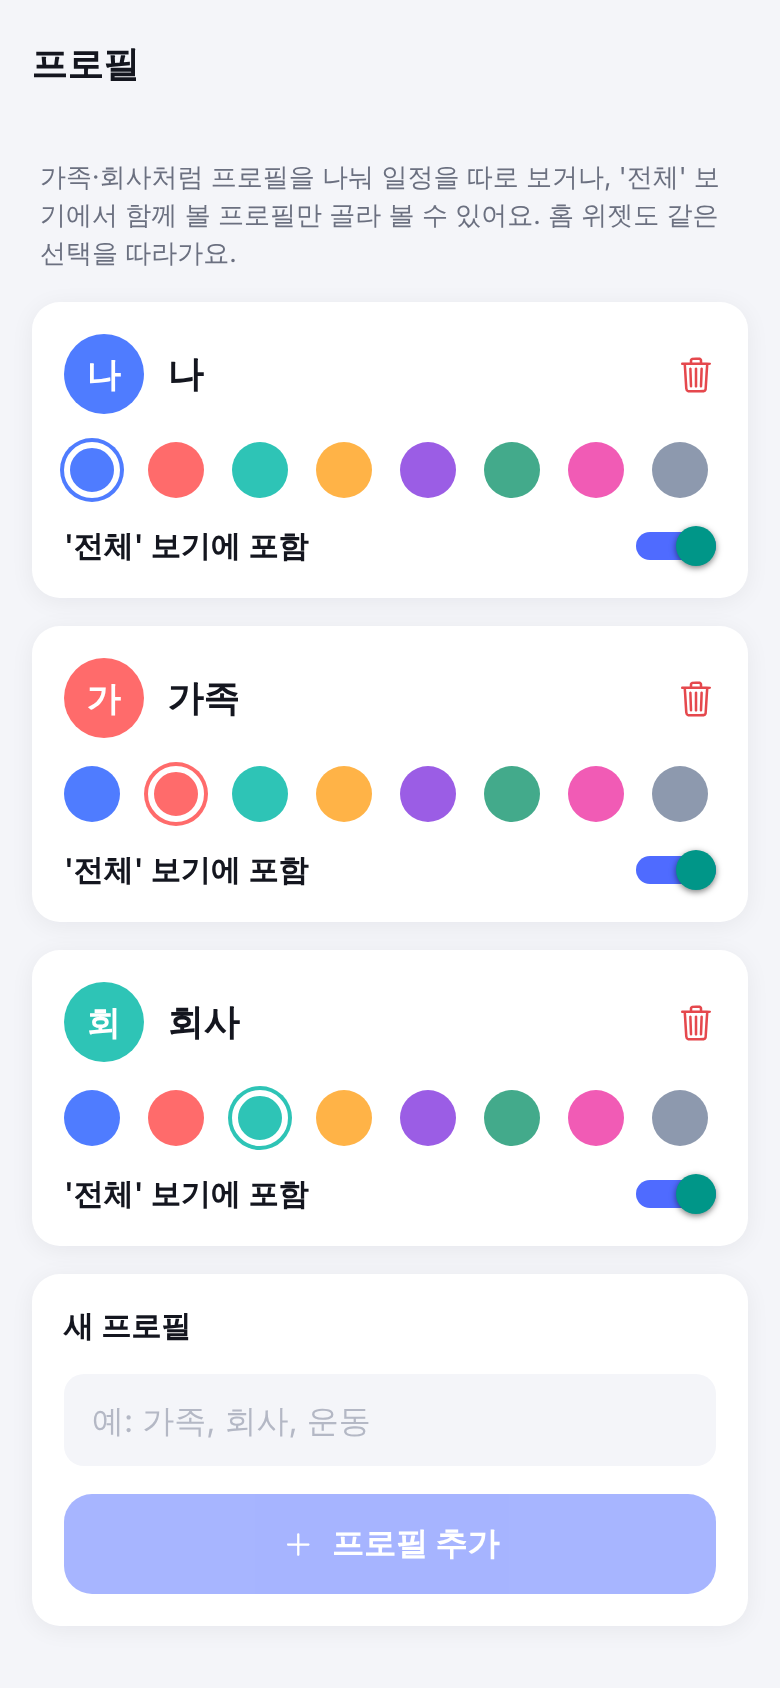 프로필
가족·회사처럼 프로필을 나눠 일정을 따로 보거나, '전체' 보
기에서 함께 볼 프로필만 골라 볼 수 있어요. 홈 위젯도 같은
선택을 따라가요.
나 나
'전체' 보기에 포함
가 가족
'전체' 보기에 포함
회 회사
'전체' 보기에 포함
새 프로필
예: 가족, 회사, 운동
+ 프로필 추가